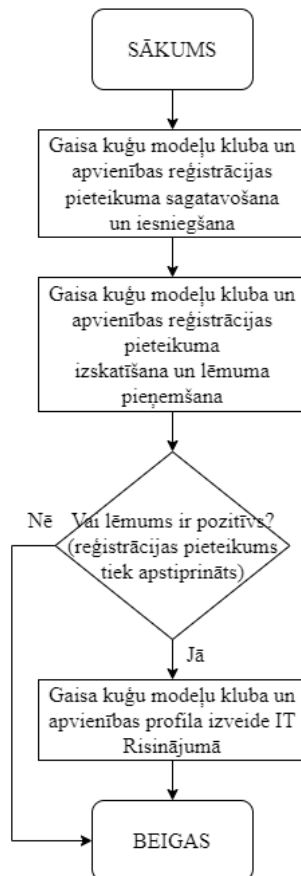 SĀKUMS
Gaisa kuģu modeļu kluba un
apvienības reģistrācijas
pieteikuma sagatavošana
un iesniegšana
Gaisa kuģu modeļu kluba un
apvienības reģistrācijas
pieteikuma
izskatīšana un lēmuma
pieņemšana
Nē
Vai lēmums ir pozitīvs?
(reģistrācijas pieteikums
tiek apstiprināts)
Jā
Gaisa kuģu modeļu kluba un
apvienības profila izveide IT
Risinājumā
BEIGAS